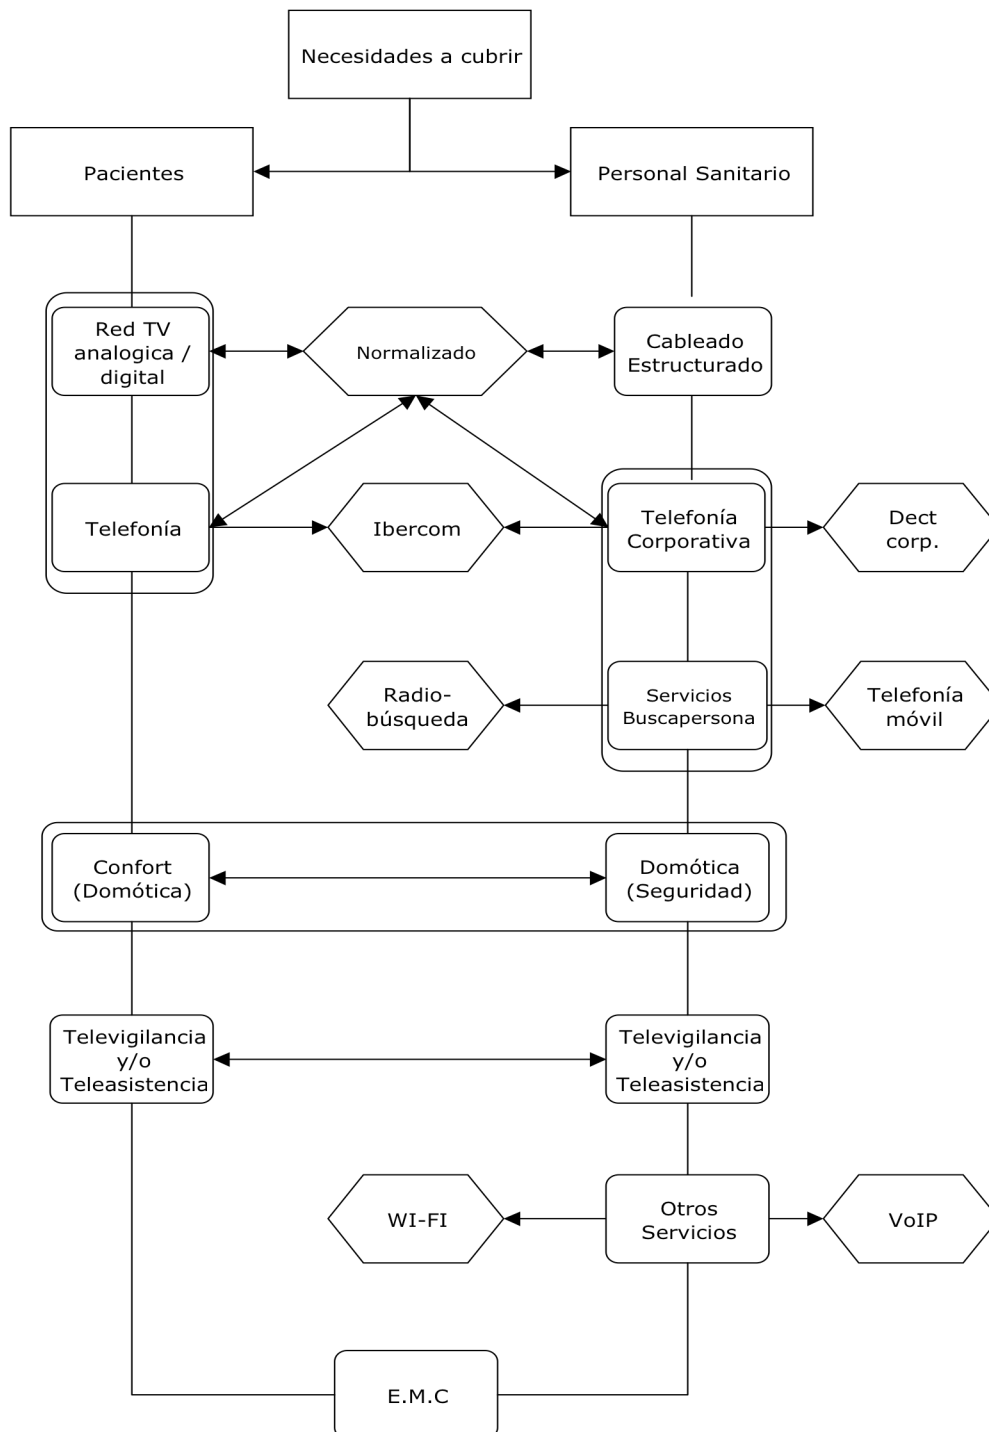 Necesidades a cubrir
Pacientes
Personal Sanitario
Red TV
analogica /
digital
Normalizado
Cableado
Estructurado
Telefonía
Ibercom
Telefonía
Corporativa
Dect
corp.
Radio-
búsqueda
Servicios
Buscapersona
Telefonía
móvil
Confort
(Domótica)
Domótica
(Seguridad)
Televigilancia
y/o
Teleasistencia
Televigilancia
y/o
Teleasistencia
WI-FI
Otros
Servicios
VoIP
E.M.C